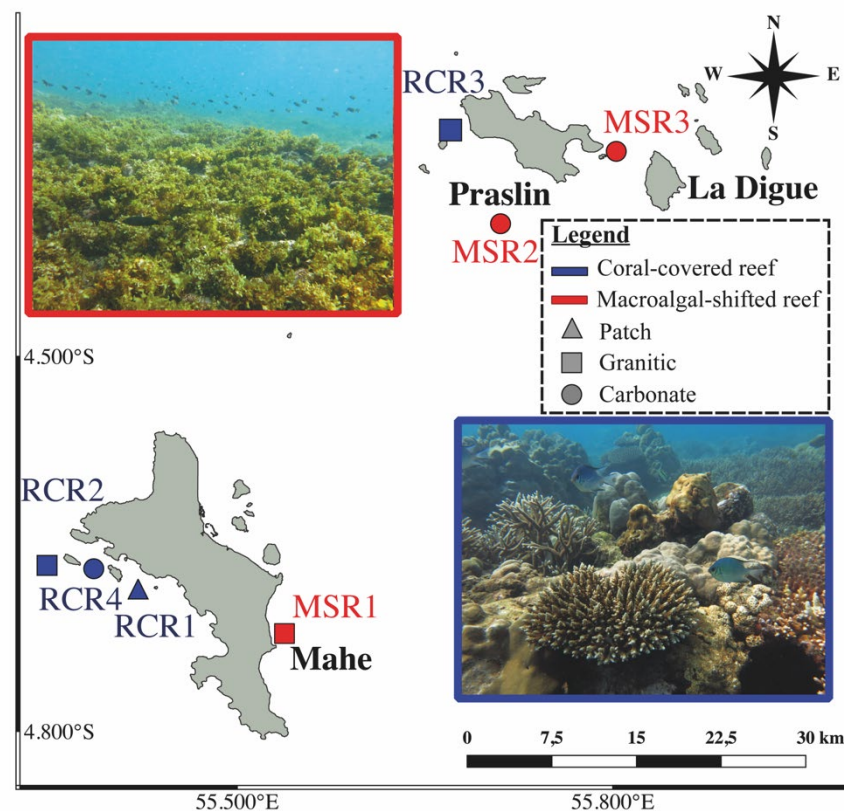 N
W
E
S
RCR3
MSR3
Praslin
La Digue
MSR2
Legend
Coral-covered reef
Macroalgal-shifted reef
Patch
Granitic
Carbonate
4.500°S
RCR2
RCR4
RCR1
MSR1
Mahe
4.800°S
0 7,5 15 22,5 30 km
55.500°E 55.800°E